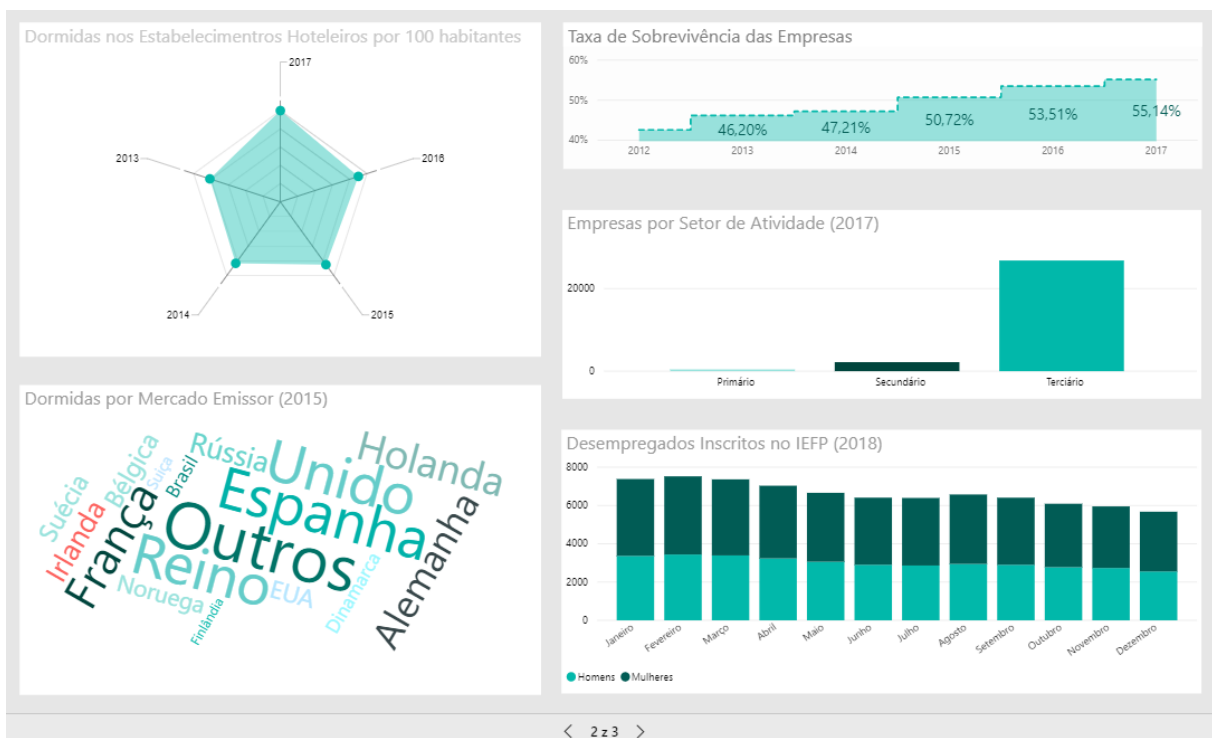 Dormidas nos Estabelecimentros Hoteleiros por 100 habitantes
2017
2013
2016
2014
2015
Dormidas por Mercado Emissor (2015)
Holanda
Rússia
Unido
Bélgica
Suiça
Brasil
Espanha
Suécia
Irlanda
França
Outros
Alemanha
Reino
Noruega
EUA
Dinamarca
Finlândia
Taxa de Sobrevivência das Empresas
60%
50%
40%
46,20%
47,21%
50,72%
53,51%
55,14%
2012
2013
2014
2015
2016
2017
Empresas por Setor de Atividade (2017)
20000
0
Primário
Secundário
Terciário
Desempregados Inscritos no IEFP (2018)
8000
6000
4000
2000
0
Janeiro
Fevereiro
Março
Abril
Maio
Junho
Julho
Agosto
Setembro
Outubro
Novembro
Dezembro
Homens
Mulheres
2 z 3